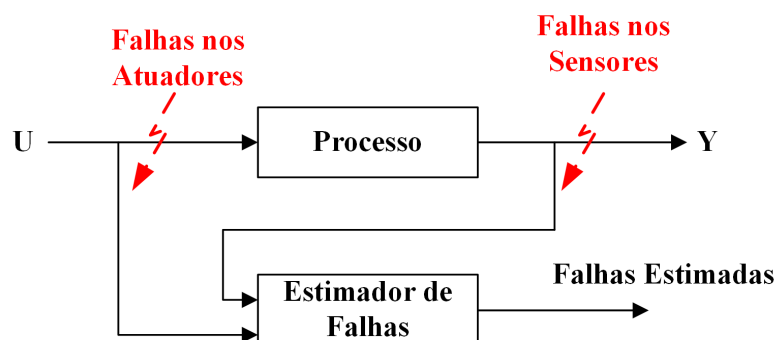 Falhas nos
Atuadores
Falhas nos
Sensores
U
Processo
Y
Estimador de
Falhas
Falhas Estimadas